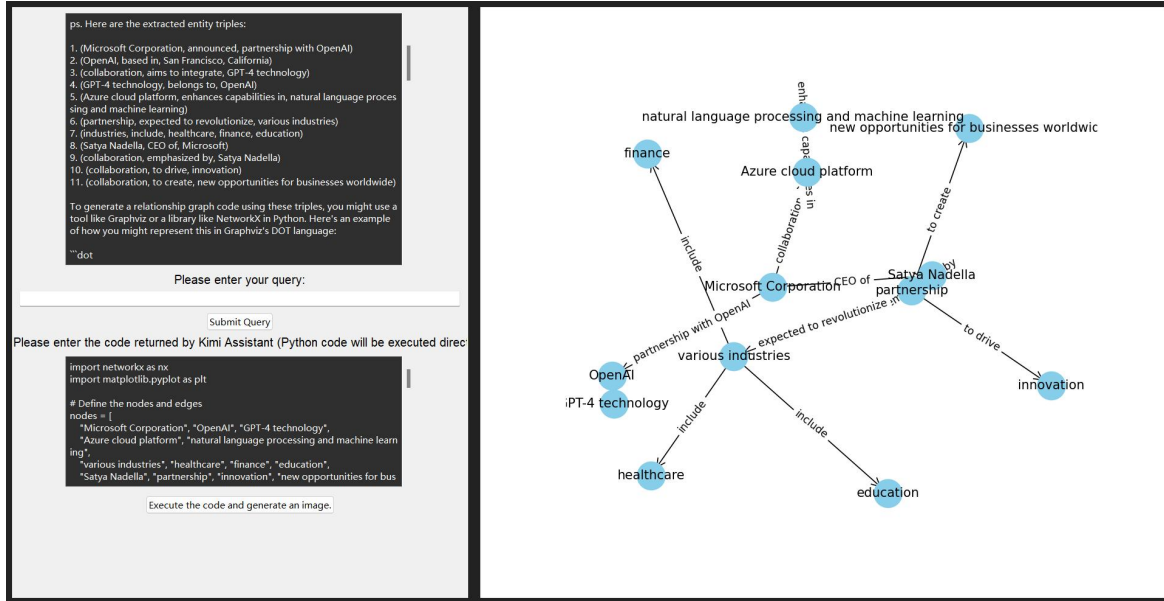 ps. Here are the extracted entity triples:
1. (Microsoft Corporation, announced, partnership with OpenAI)
2. (OpenAI, based in, San Francisco, California)
3. (collaboration, aims to integrate, GPT-4 technology)
4. (GPT-4 technology, belongs to, OpenAI)
5. (Azure cloud platform, enhances capabilities in, natural language proces
sing and machine learning)
6. (partnership, expected to revolutionize, various industries)
7. (industries, include, healthcare, finance, education)
8. (Satya Nadella, CEO of, Microsoft)
9. (collaboration, emphasized by, Satya Nadella)
10. (collaboration, to drive, innovation)
11. (collaboration, to create, new opportunities for businesses worldwide)
To generate a relationship graph code using these triples, you might use a
tool like Graphviz or a library like NetworkX in Python. Here's an example
of how you might represent this in Graphviz's DOT language:
```dot
Please enter your query:
Submit Query
Please enter the code returned by Kimi Assistant (Python code will be executed direc
import networkx as nx
import matplotlib.pyplot as plt
# Define the nodes and edges
nodes = [
"Microsoft Corporation", "OpenAI", "GPT-4 technology",
"Azure cloud platform", "natural language processing and machine learn
ing",
"various industries", "healthcare", "finance", "education",
"Satya Nadella", "partnership", "innovation", "new opportunities for bus
Execute the code and generate an image.
enh
natural language processing and machine learning
new opportunities for businesses worldwic
capa
finance
Azure cloud platform
es in
collaboration
to create
include
by
Satya Nadella
Microsoft Corporation
CEO of
partnership
partnership with OpenAI
expected to revolutionize
to drive
various industries
OpenAI
innovation
GPT-4 technology
include
include
healthcare
education